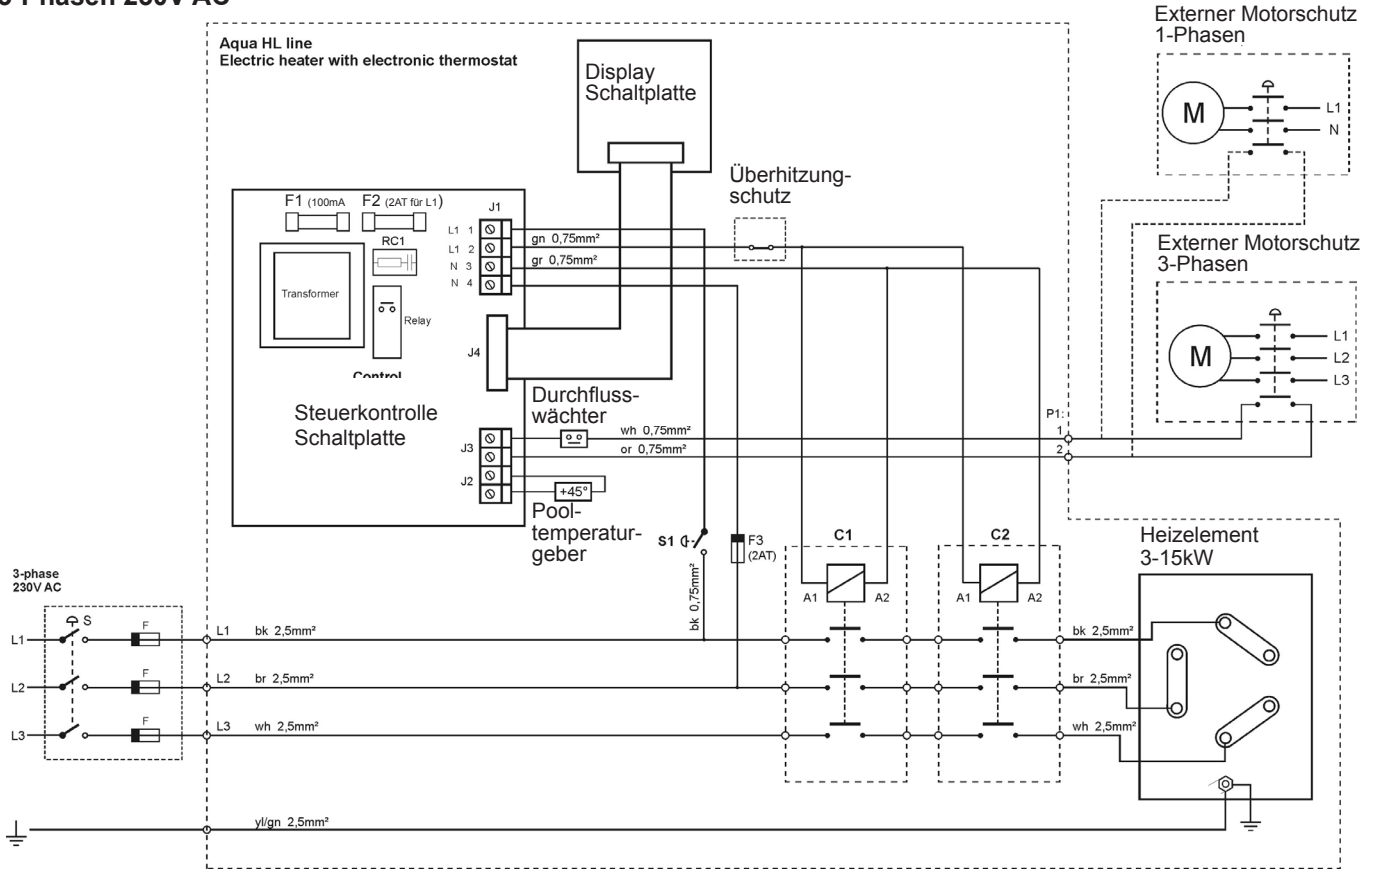 3-Phasen 230V AC
Aqua HL line
Electric heater with electronic thermostat
Display
Schaltplatte
Externer Motorschutz
1-Phasen
M
L1
N
Überhitzung-
schutz
F1 (100mA
F2 (2AT für L1)
J1
RC1
L1 1
L1 2
N 3
N 4
gn 0,75mm²
gr 0,75mm²
Transformer
Relay
J4
Control
Steuerkontrolle
Schaltplatte
Durchfluss-
wächter
Externer Motorschutz
3-Phasen
M
L1
L2
L3
P1:
1
2
wh 0,75mm²
or 0,75mm²
J3
J2
+45°
Pool-
temperatur-
geber
S1
F3
(2AT)
bk 0,75mm²
C1
C2
A1
A2
A1
A2
Heizelement
3-15kW
3-phase
230V AC
S
F
F
F
L1
L2
L3
L1 bk 2,5mm²
L2 br 2,5mm²
L3 wh 2,5mm²
bk 2,5mm²
br 2,5mm²
wh 2,5mm²
yl/gn 2,5mm²